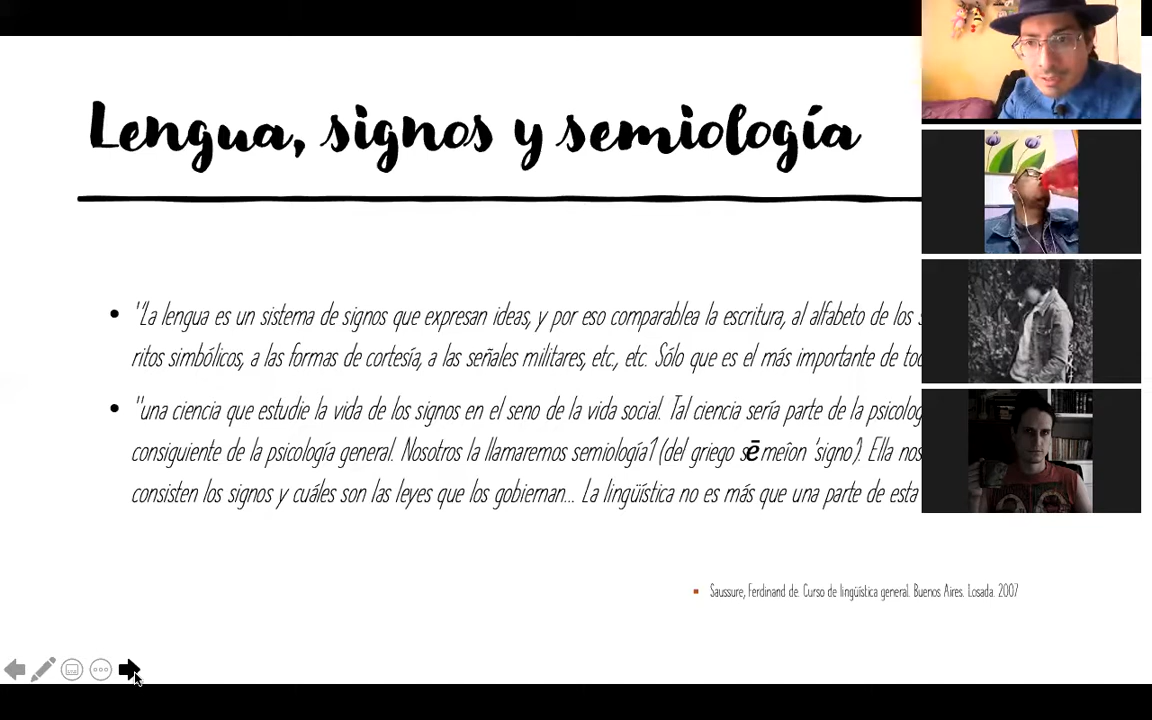 Lengua, signos y semiología
"La lengua es un sistema de signos que expresan ideas, y por eso comparablea la escritura, al alfabeto de los
ritos simbólicos, a las formas de cortesía, a las señales militares, etc., etc. Sólo que es el más importante de
"una ciencia que estudie la vida de los signos en el seno de la vida social. Tal ciencia sería parte de la
consiguiente de la psicología general. Nosotros la llamaremos semiología1 (del griego sēmeîon 'signo'). Ella nos
consisten los signos y cuáles son las leyes que los gobiernan... La lingüística no es más que una parte de esta
Saussure, Ferdinand de. Curso de lingüística general. Buenos Aires. Losada. 2007